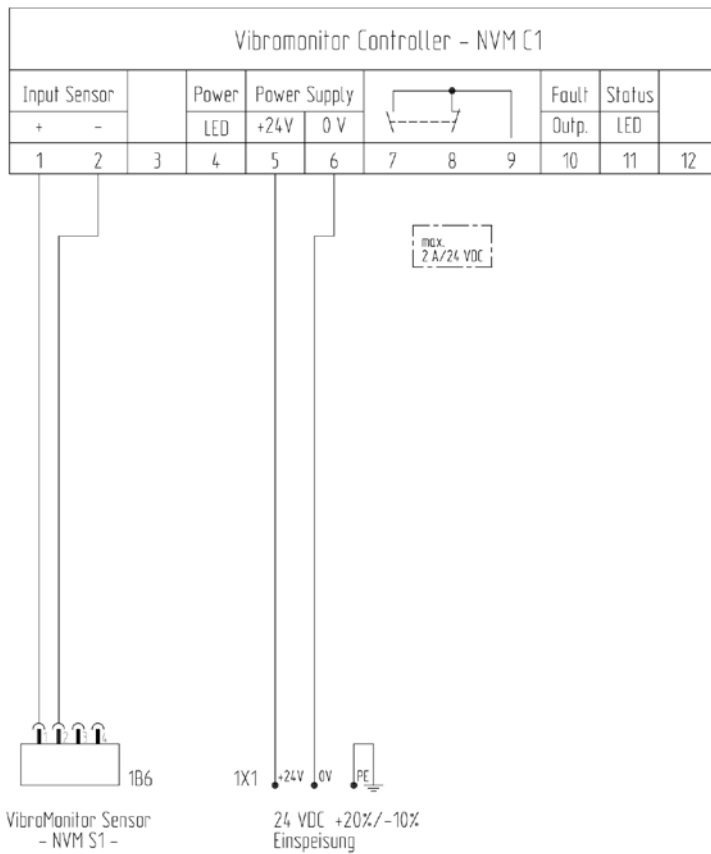 Vibromonitor Controller - NVM C1
Input Sensor Power Power Supply Fault Status
+ - LED +24V 0 V Outp. LED
1 2 3 4 5 6 7 8 9 10 11 12
max.
2 A/24 VDC
1 2 3 4
1B6 1X1 +24V 0V PE
VibroMonitor Sensor
- NVM S1 -
24 VDC +20%/-10%
Einspeisung